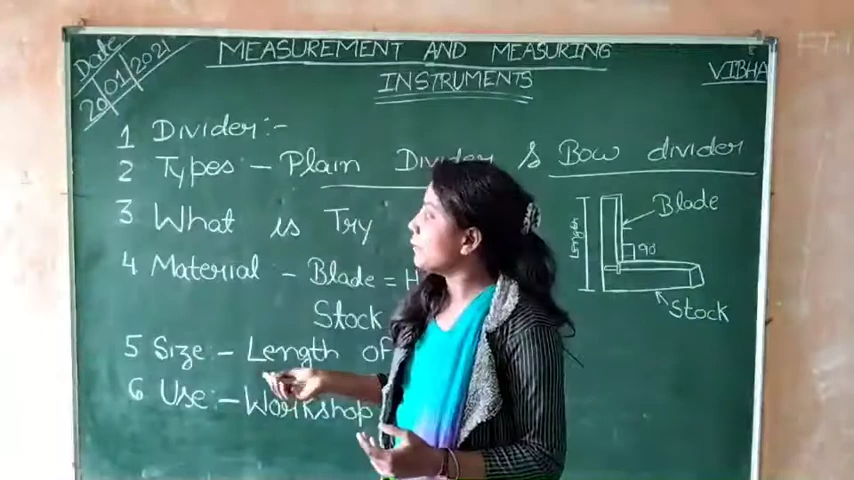 Date
20/01/2021
MEASUREMENT AND MEASURING
INSTRUMENTS
VIBHA
1 Divider:-
2 Types - Plain Divider & Bow divider
3 What is Try
4 Material - Blade = H
Stock
5 Size - Length of
6 Use:- Workshop
Length
Blade
90
Stock